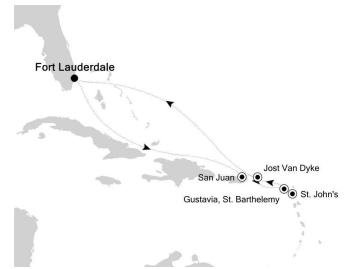 Fort Lauderdale
Jost Van Dyke
San Juan
St. John's
Gustavia, St. Barthelemy